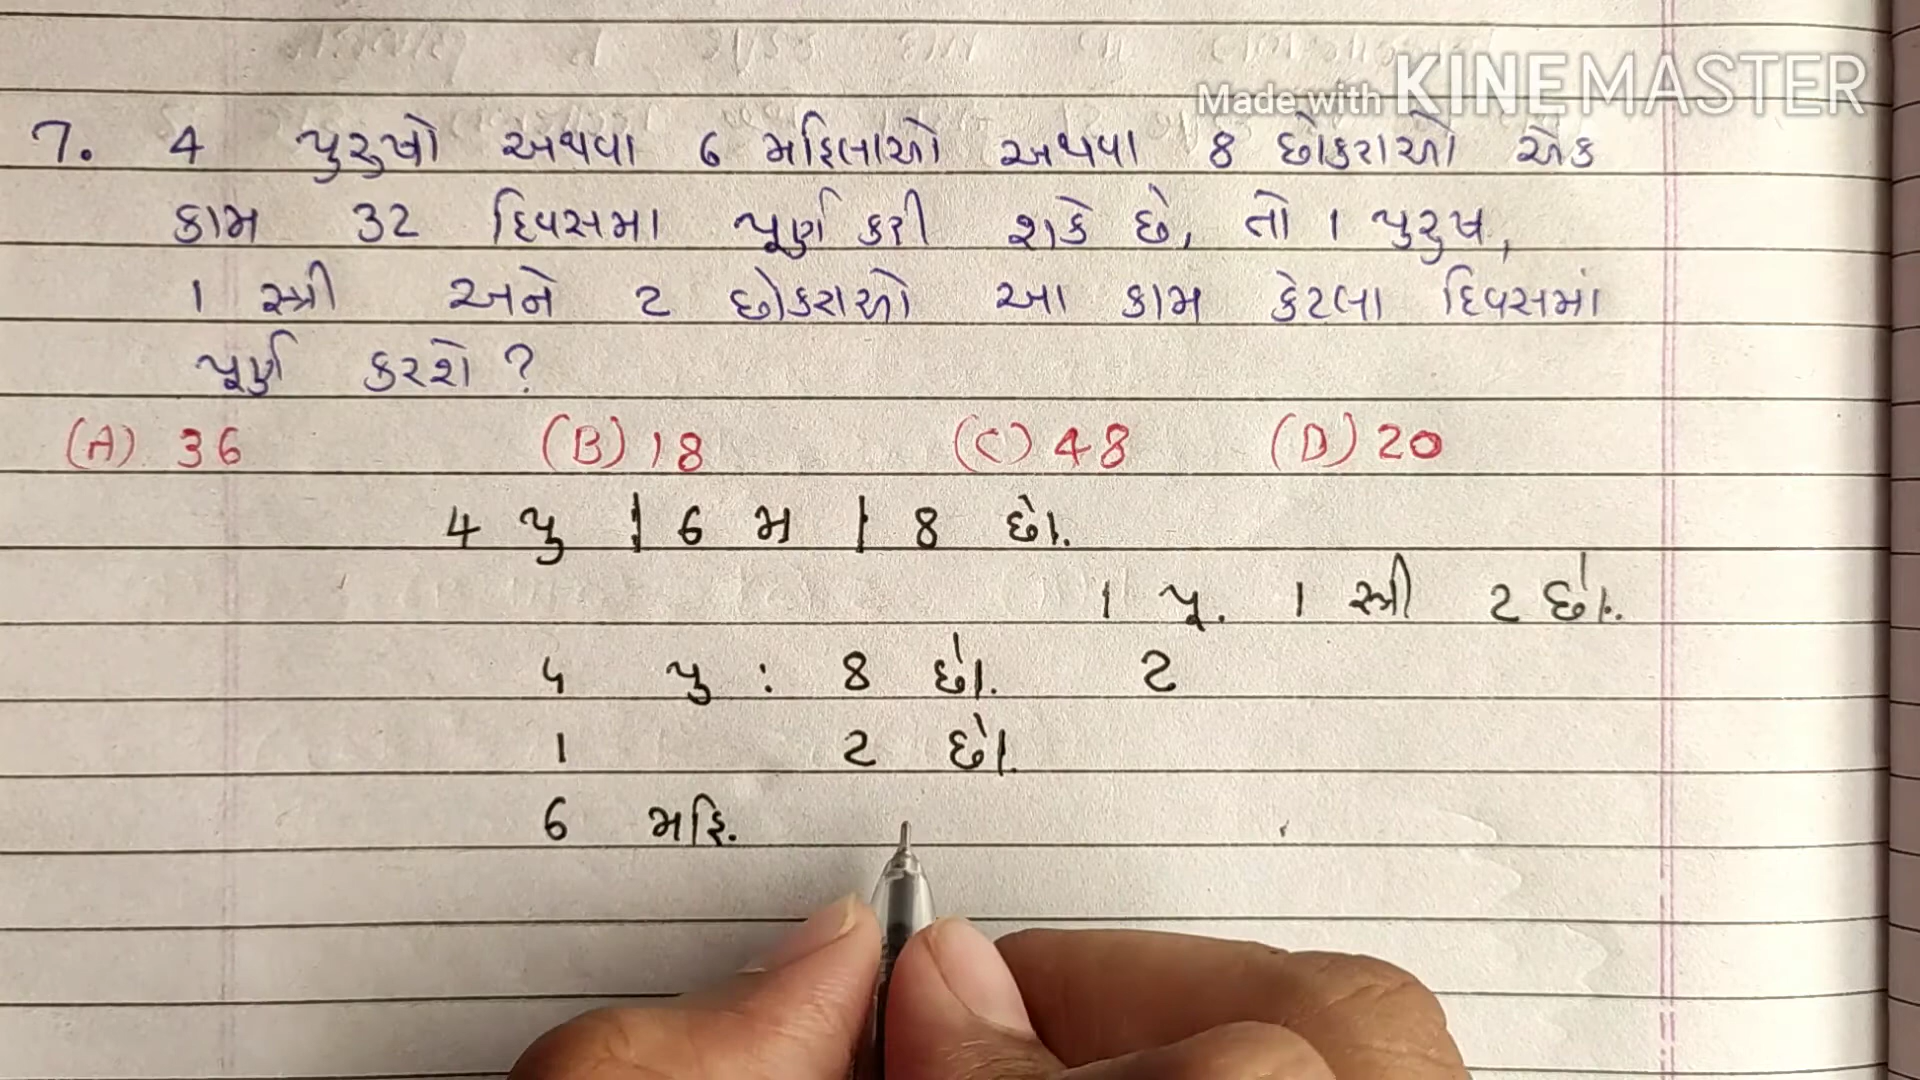 Made with KINEMASTER
7. 4 પુરુષો અથવા 6 મહિલાઓ અથવા 8 છોકરાઓ એક
કામ 32 દિવસમા પૂર્ણ કરી શકે છે, તો 1 પુરુષ,
1 સ્ત્રી અને 2 છોકરાઓ આ કામ કેટલા દિવસમાં
પૂર્ણ કરશે ?
(A) 36 (B) 18 (C) 48 (D) 20
4 પુ | 6 મ | 8 છો.
1 પૂ. 1 સ્ત્રી 2 છો.
4 પુ : 8 છો. 2
1 2 છો.
6 મહિ.